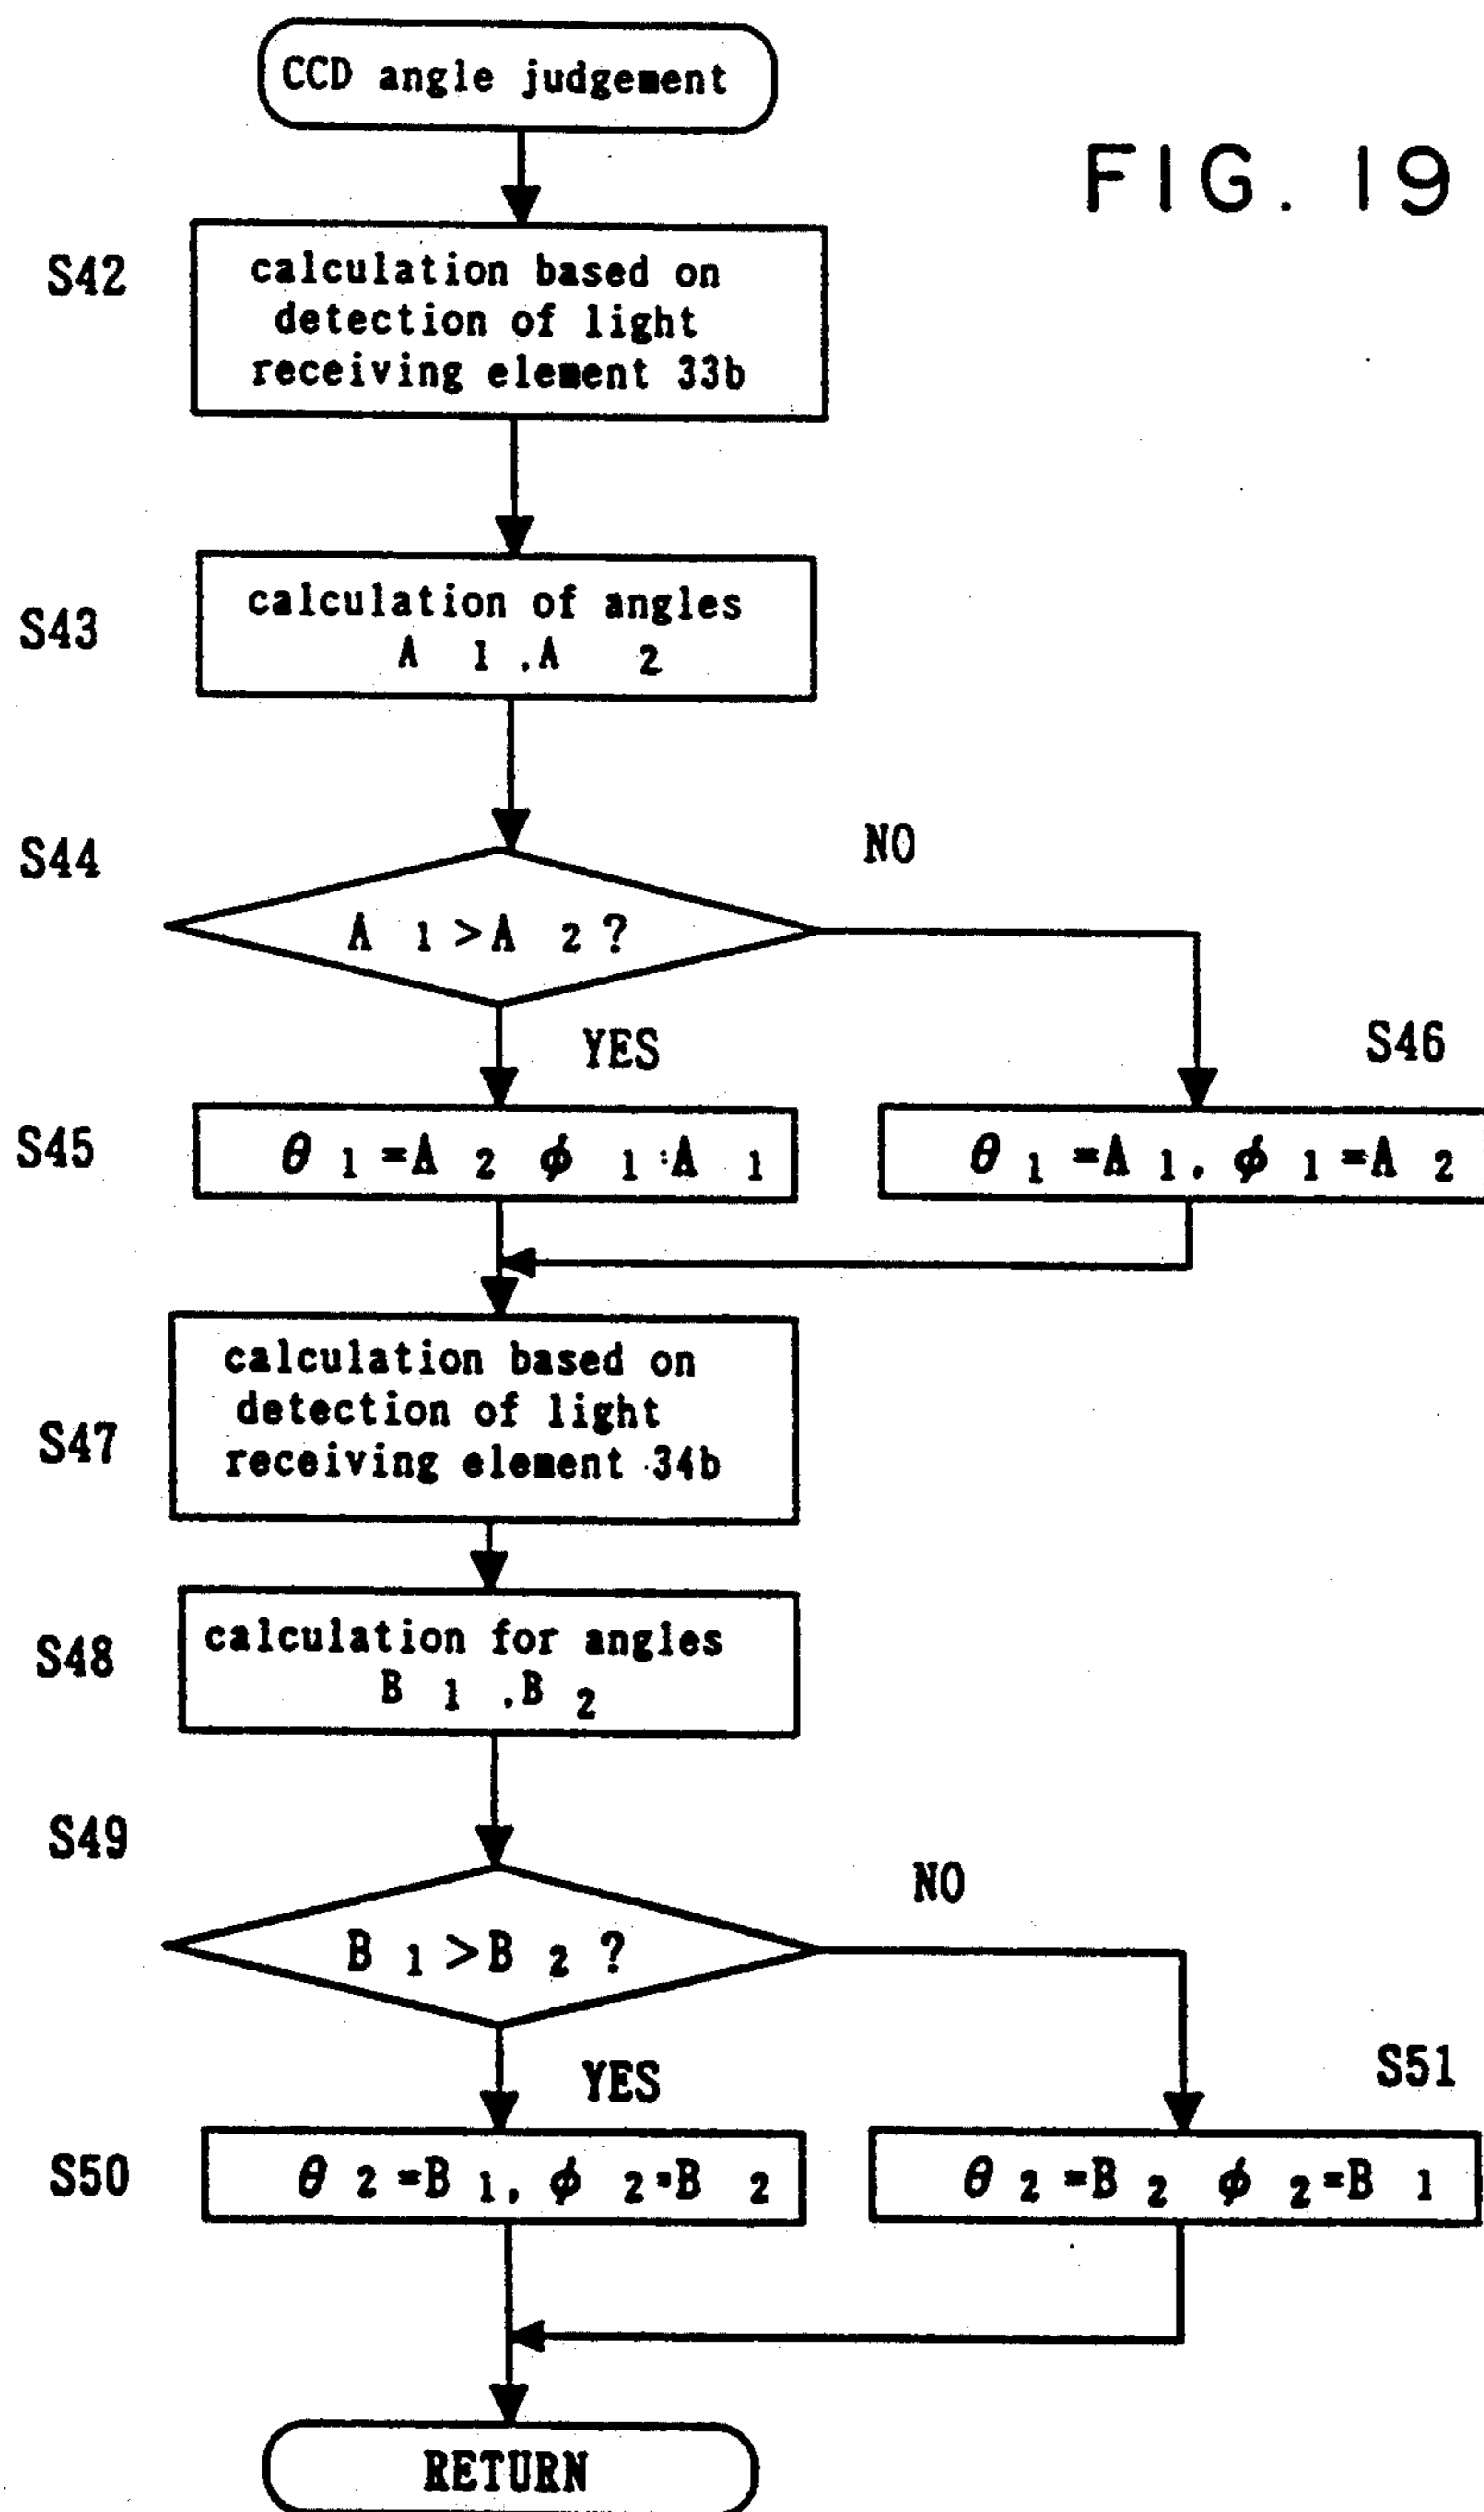 CCD angle judgement
FIG. 19
S42
calculation based on
detection of light
receiving element 33b
S43
calculation of angles
A 1 , A 2
S44
A 1 > A 2 ?
NO
YES
S46
S45
θ 1 = A 2 φ 1 : A 1
θ 1 = A 1, φ 1 = A 2
S47
calculation based on
detection of light
receiving element 34b
S48
calculation for angles
B 1 , B 2
S49
B 1 > B 2 ?
NO
YES
S51
S50
θ 2 = B 1, φ 2 = B 2
θ 2 = B 2 φ 2 = B 1
RETURN